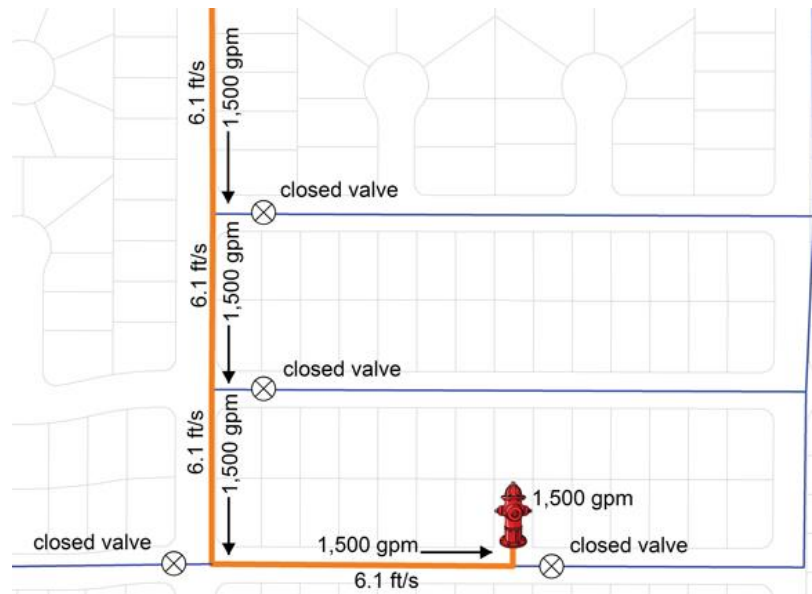 6.1 ft/s
1,500 gpm
closed valve
6.1 ft/s
1,500 gpm
closed valve
6.1 ft/s
1,500 gpm
1,500 gpm
closed valve
1,500 gpm
closed valve
6.1 ft/s